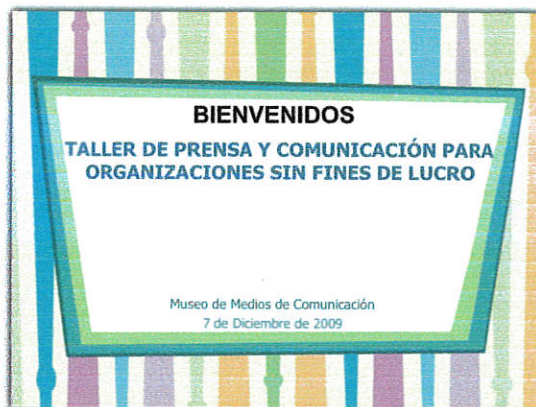 BIENVENIDOS
TALLER DE PRENSA Y COMUNICACIÓN PARA
ORGANIZACIONES SIN FINES DE LUCRO
Museo de Medios de Comunicación
7 de Diciembre de 2009